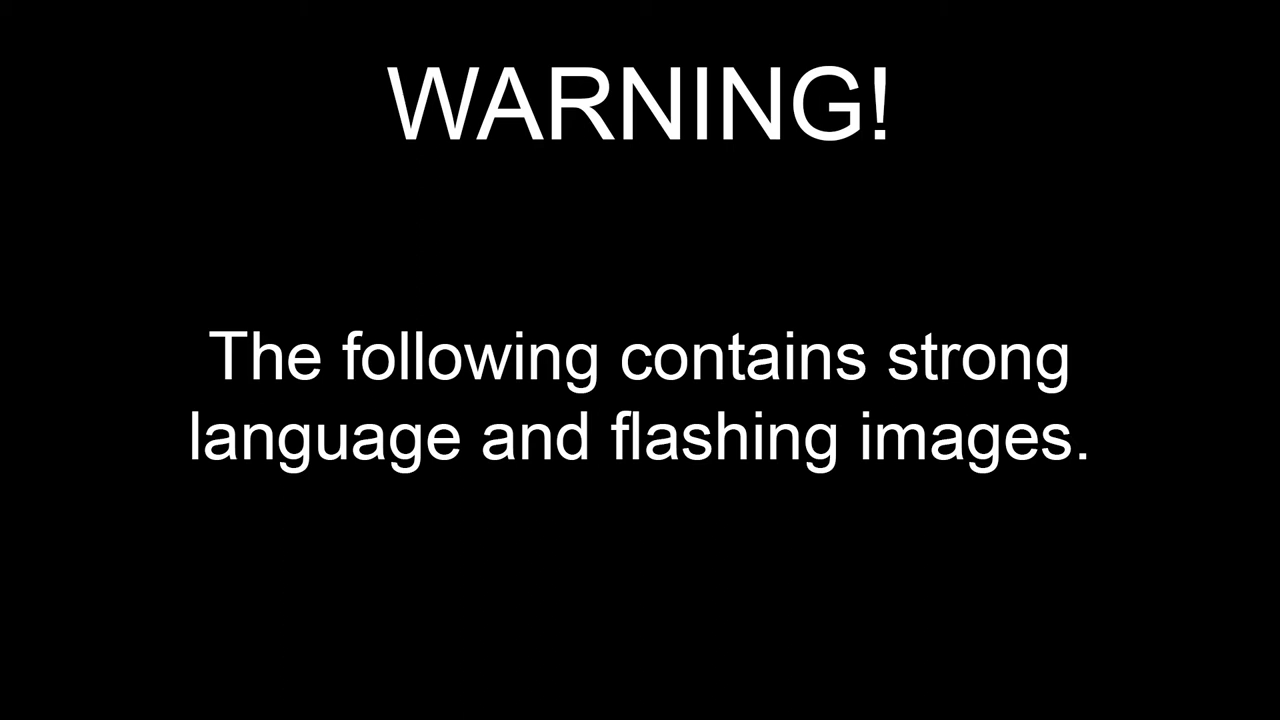 WARNING!
The following contains strong
language and flashing images.